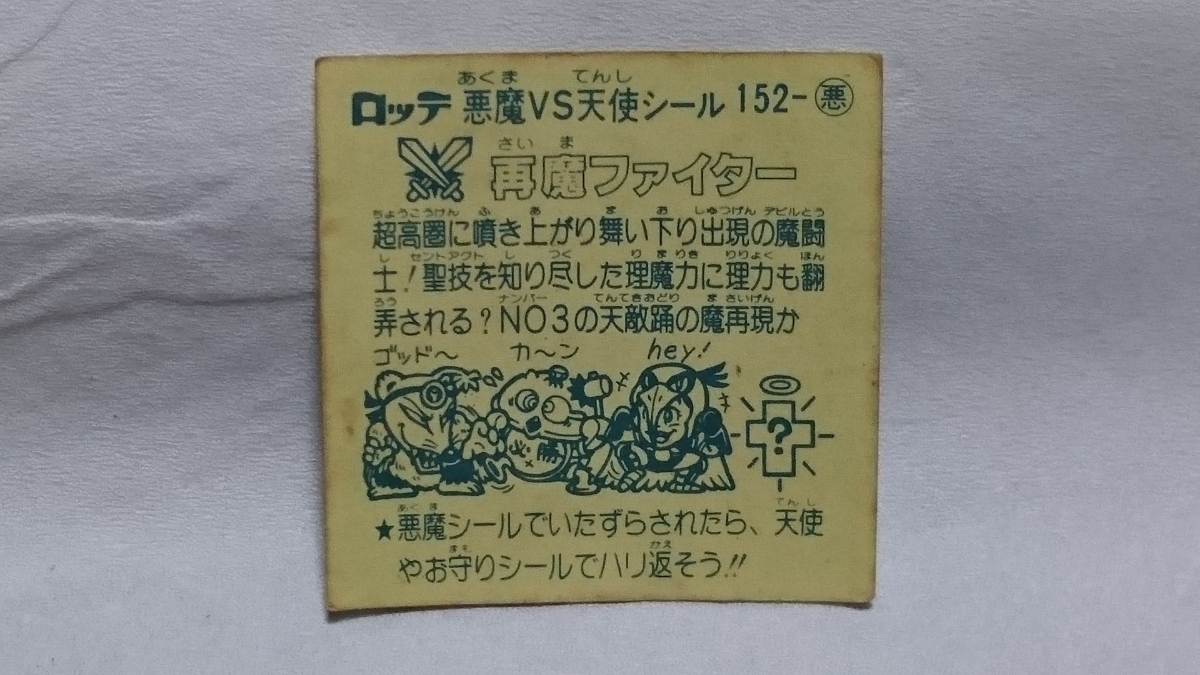 あくま てんし
ロッテ 悪魔VS天使シール 152-悪
さいま
再魔ファイター
ちょうこうけん ふ あ ま お しゅつげん デビルとう
超高圏に噴き上がり舞い下り出現の魔闘
し セントアクト し つく りまりき りりょく ほん
士！聖技を知り尽した理魔力に理力も翻
ろう ナンバー てんてきおどり まさいげん
弄される？NO3の天敵踊の魔再現か
ゴッド〜 カ〜ン hey!
必勝
?
あくま てんし
★悪魔シールでいたずらされたら、天使
まも かえ
やお守りシールでハリ返そう!!